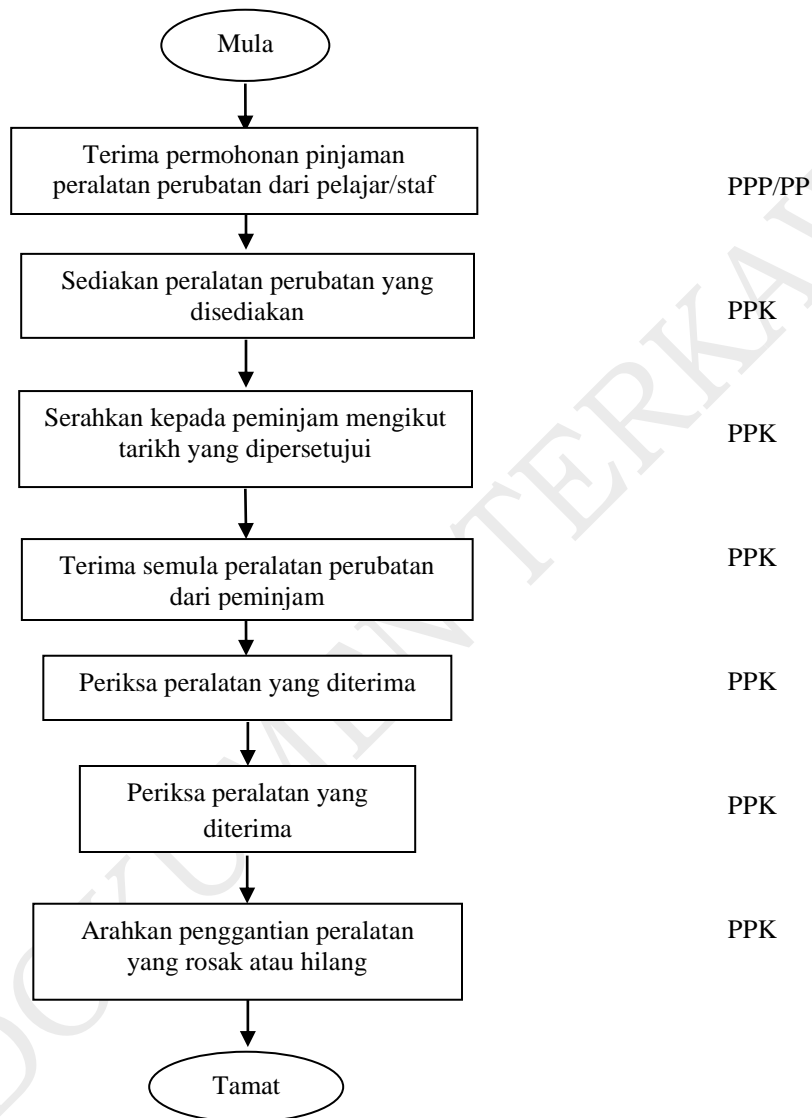 Mula
Terima permohonan pinjaman
peralatan perubatan dari pelajar/staf
PPP/PP
Sediakan peralatan perubatan yang
disediakan
PPK
Serahkan kepada peminjam mengikut
tarikh yang dipersetujui
PPK
Terima semula peralatan perubatan
dari peminjam
PPK
Periksa peralatan yang diterima
PPK
Periksa peralatan yang
diterima
PPK
Arahkan penggantian peralatan
yang rosak atau hilang
PPK
Tamat
DOKUMEN TERKAW